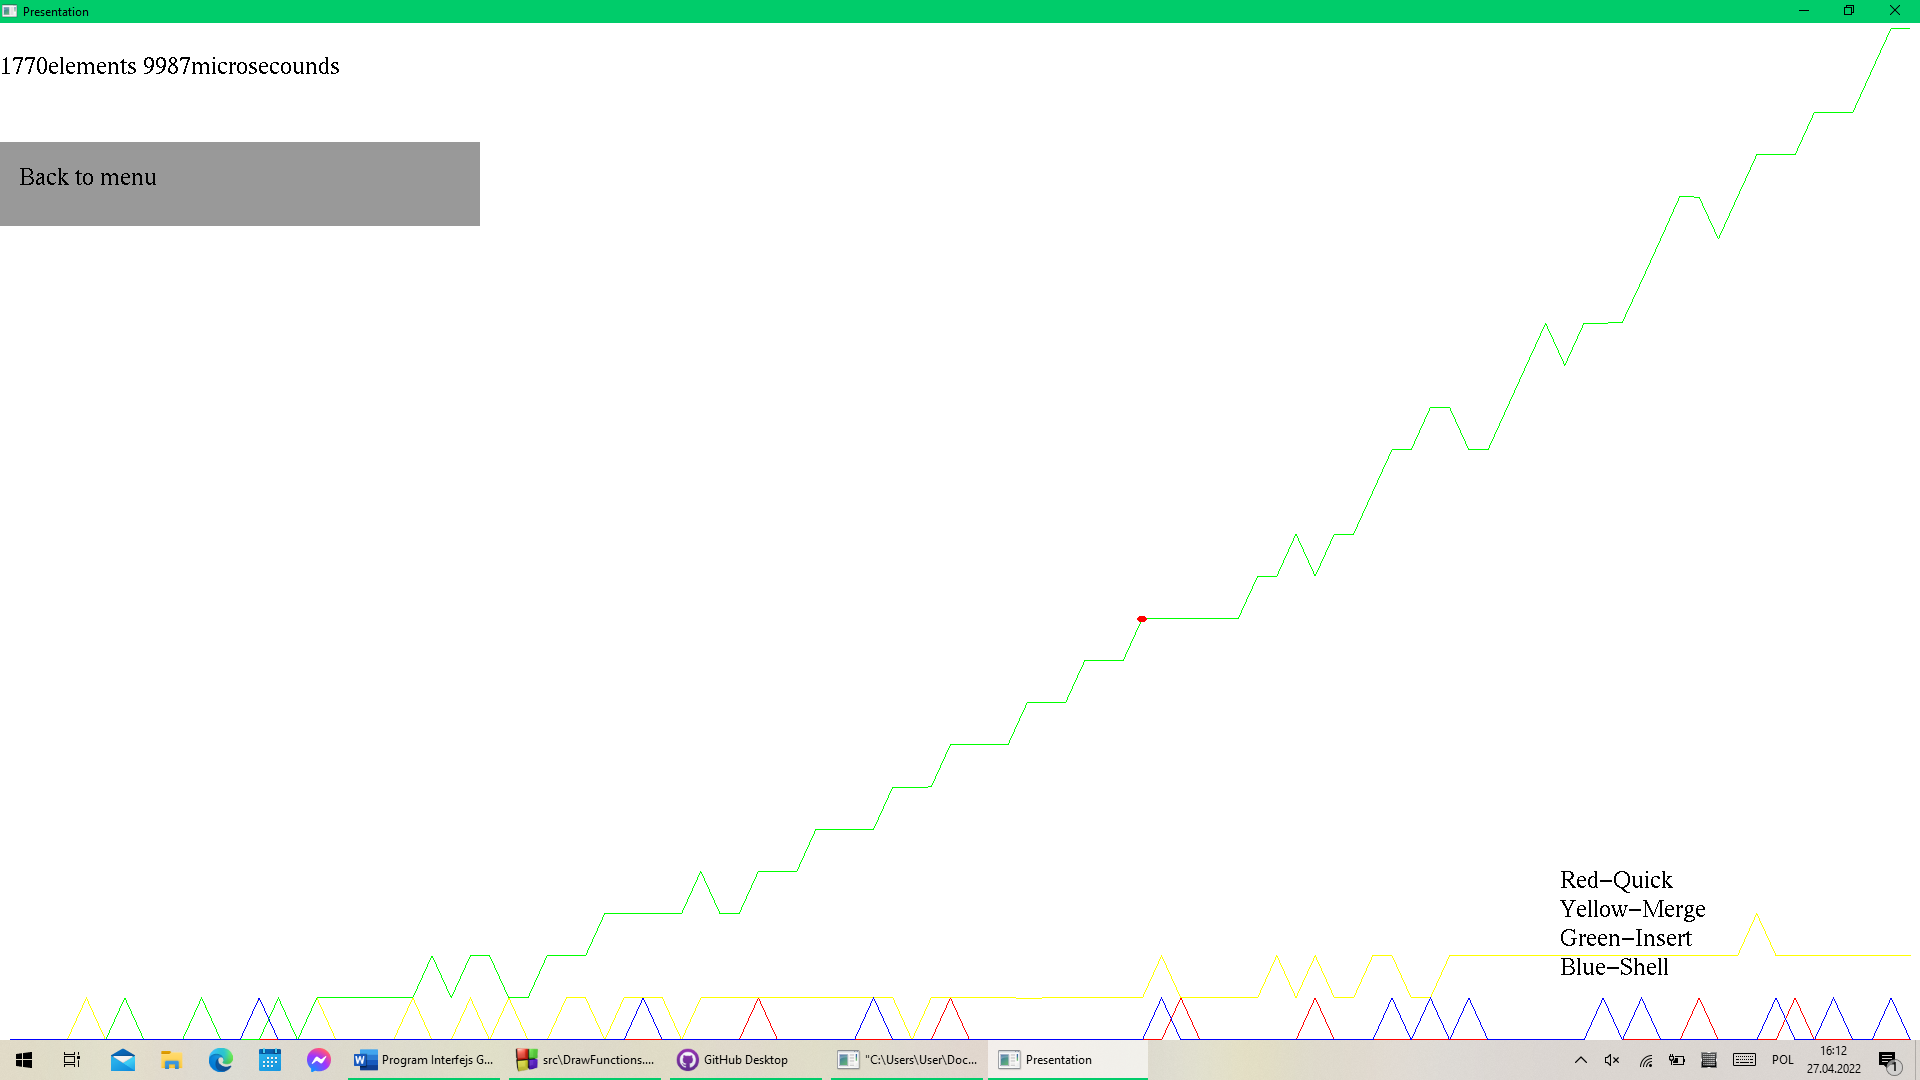 Presentation
1770elements 9987microsecounds
Back to menu
Red−Quick
Yellow−Merge
Green−Insert
Blue−Shell
Program Interfejs G...
src\DrawFunctions....
GitHub Desktop
"C:\Users\User\Doc...
Presentation
POL
16:12
27.04.2022
1